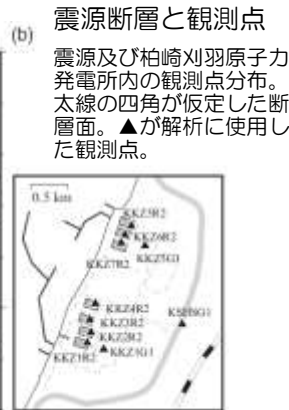 (b)
震源断層と観測点
震源及び柏崎刈羽原子力
発電所内の観測点分布。
太線の四角が仮定した断
層面。▲が解析に使用し
た観測点。
0.5 km
KKZ5R2
KKZ6R2
KKZ7R2 KKZ5G1
KKZ4R2
KKZ3R2
KKZ2R2
KKZ1R2 KKZ1G1
KSHSG1